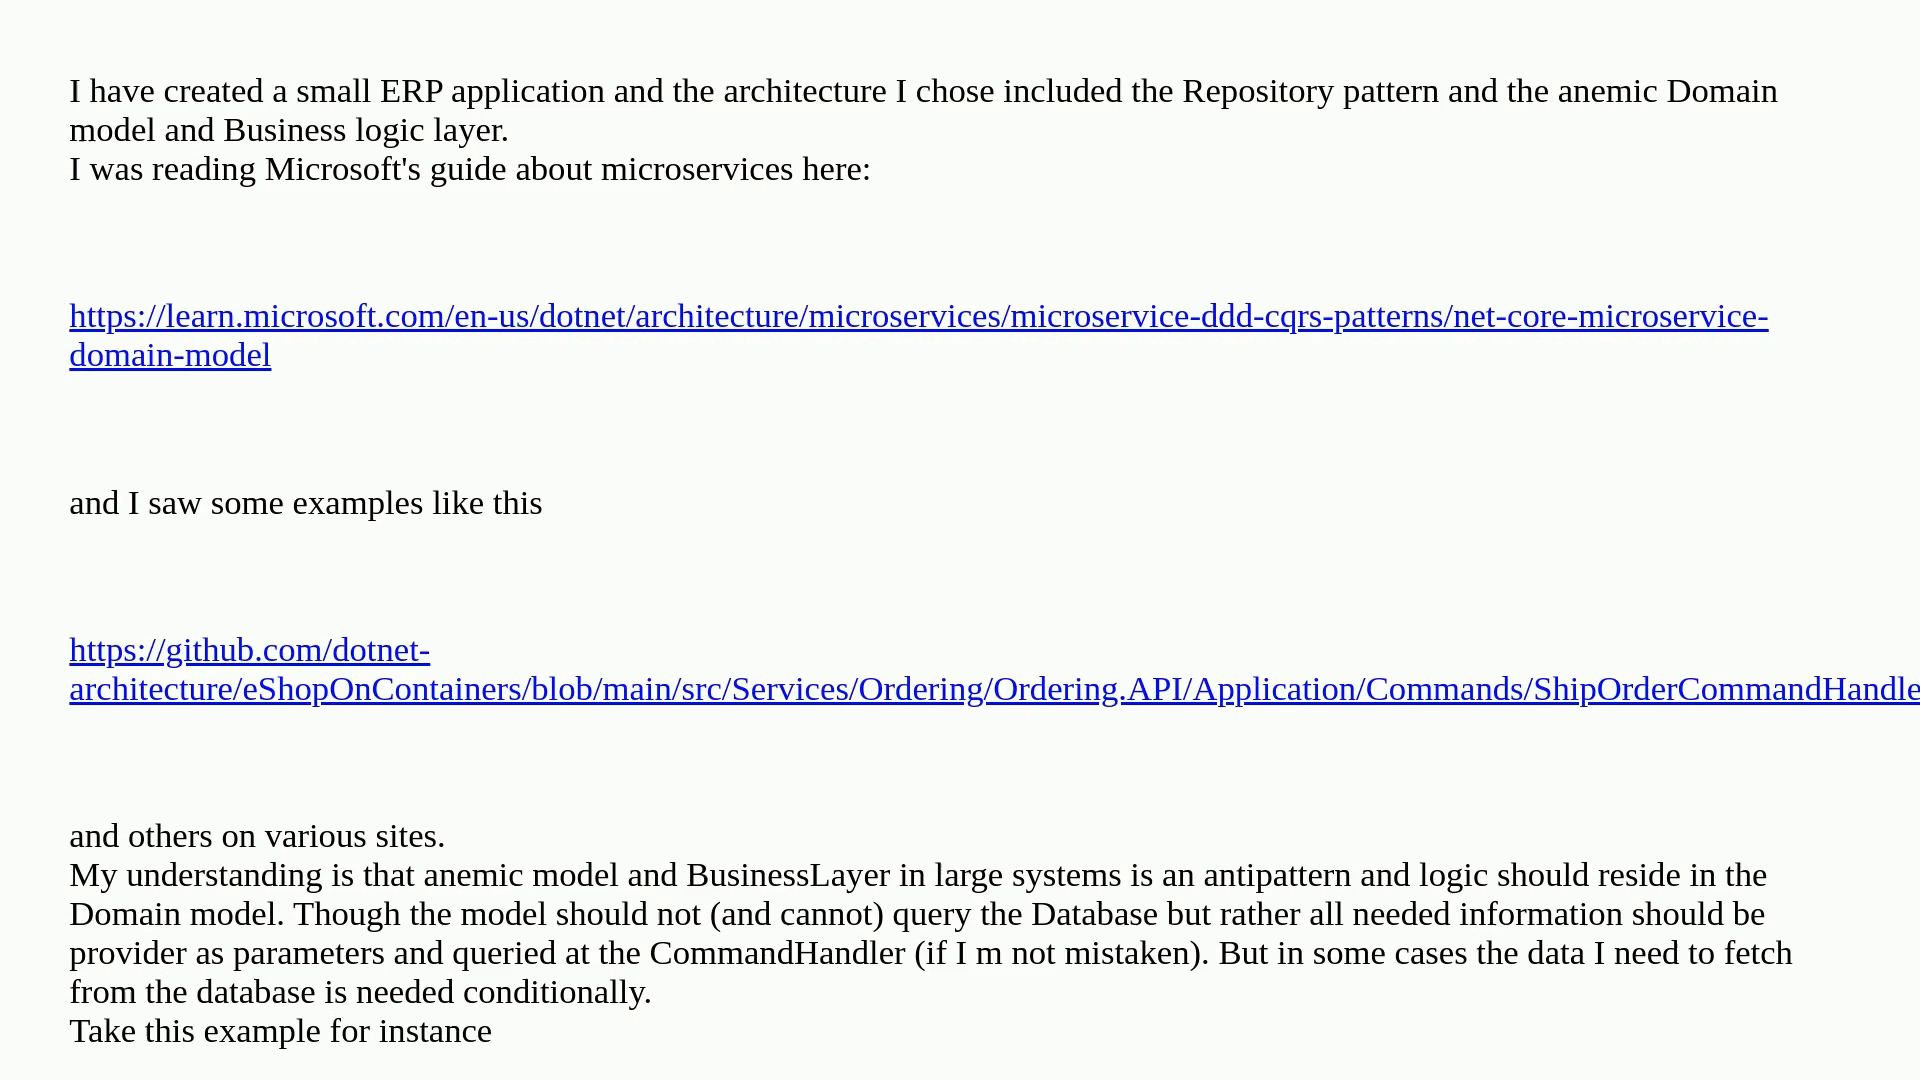 I have created a small ERP application and the architecture I chose included the Repository pattern and the anemic Domain
model and Business logic layer.
I was reading Microsoft's guide about microservices here:
https://learn.microsoft.com/en-us/dotnet/architecture/microservices/microservice-ddd-cqrs-patterns/net-core-microservice-
domain-model
and I saw some examples like this
https://github.com/dotnet-
architecture/eShopOnContainers/blob/main/src/Services/Ordering/Ordering.API/Application/Commands/ShipOrderCommandHandle
and others on various sites.
My understanding is that anemic model and BusinessLayer in large systems is an antipattern and logic should reside in the
Domain model. Though the model should not (and cannot) query the Database but rather all needed information should be
provider as parameters and queried at the CommandHandler (if I m not mistaken). But in some cases the data I need to fetch
from the database is needed conditionally.
Take this example for instance